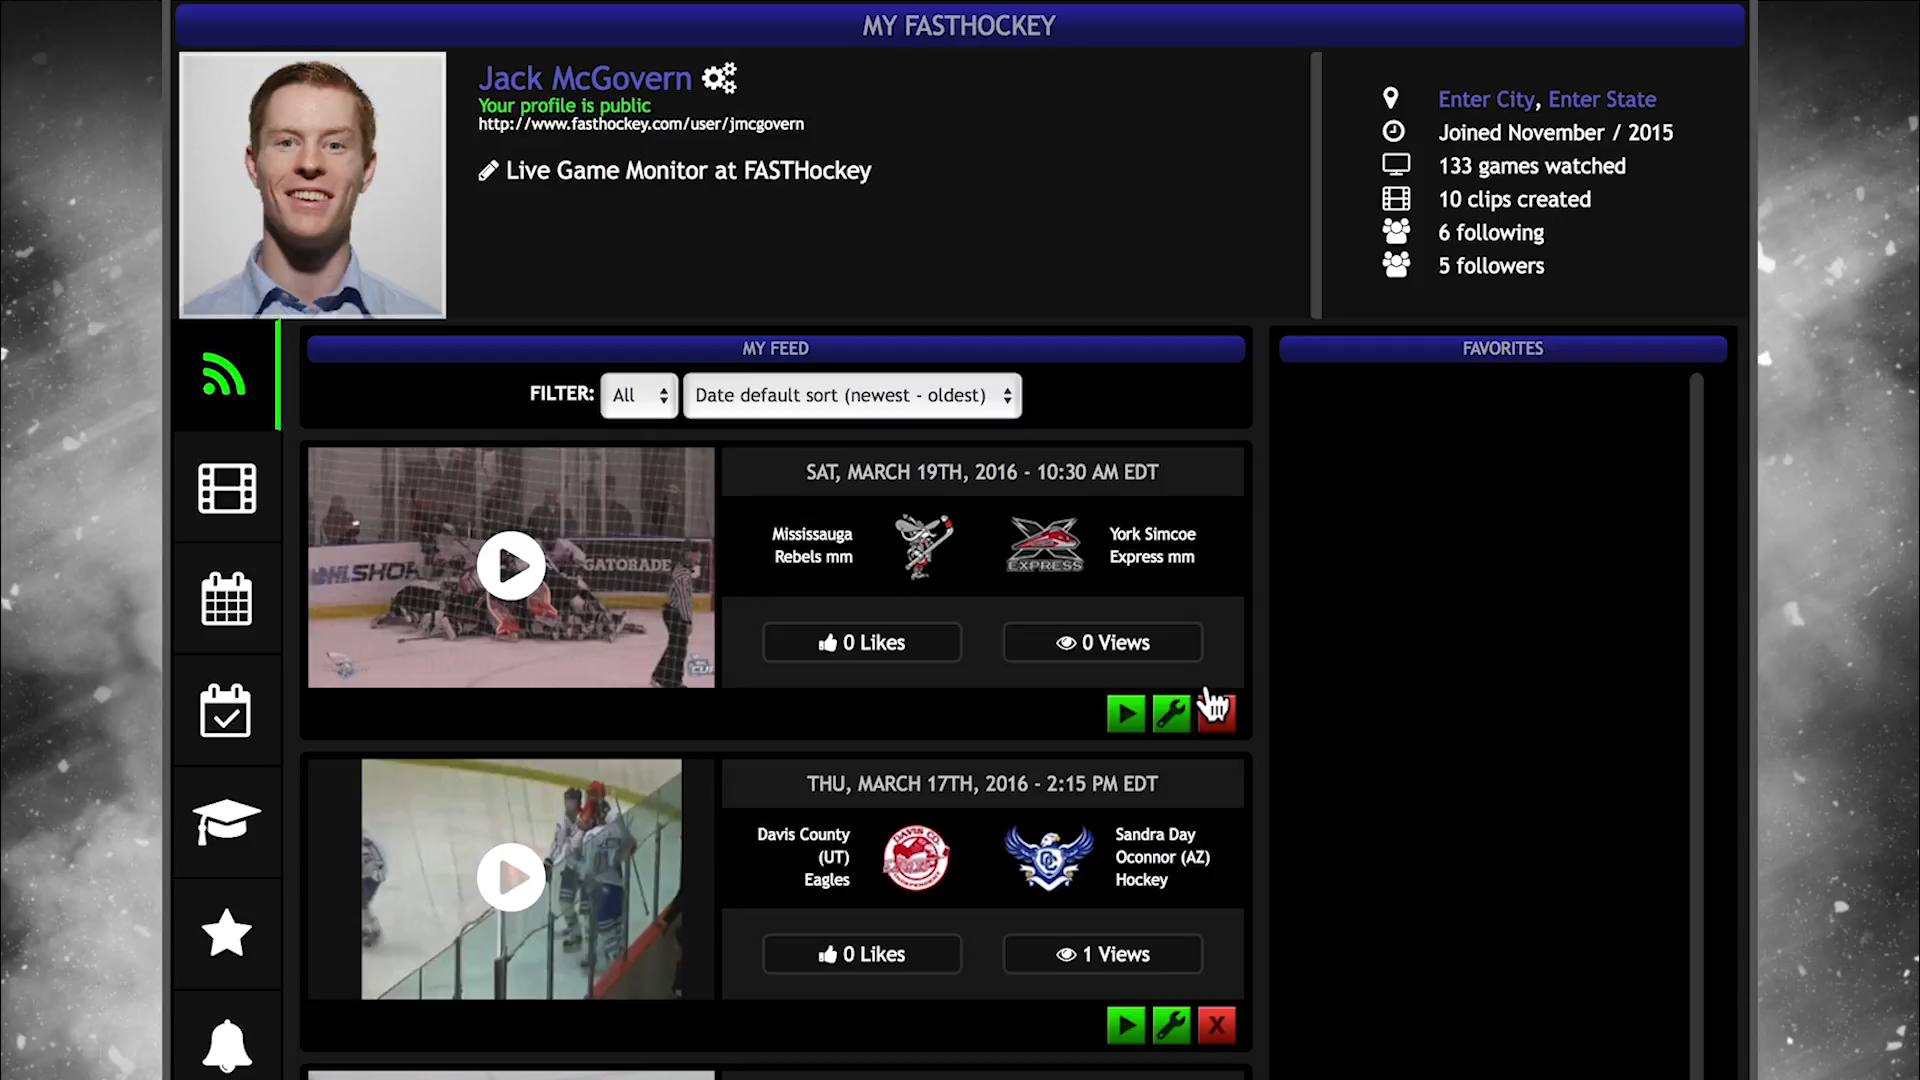 MY FASTHOCKEY
Jack McGovern
Your profile is public
http://www.fasthockey.com/user/jmcgovern
Live Game Monitor at FASTHockey
Enter City, Enter State
Joined November / 2015
133 games watched
10 clips created
6 following
5 followers
MY FEED
FILTER: All Date default sort (newest - oldest)
FAVORITES
SAT, MARCH 19TH, 2016 - 10:30 AM EDT
Mississauga
Rebels mm
EXPRESS
York Simcoe
Express mm
GATORADE
0 Likes
0 Views
THU, MARCH 17TH, 2016 - 2:15 PM EDT
Davis County
(UT)
Eagles
DAVIS CO.
Sandra Day
Oconnor (AZ)
Hockey
0 Likes
1 Views
X